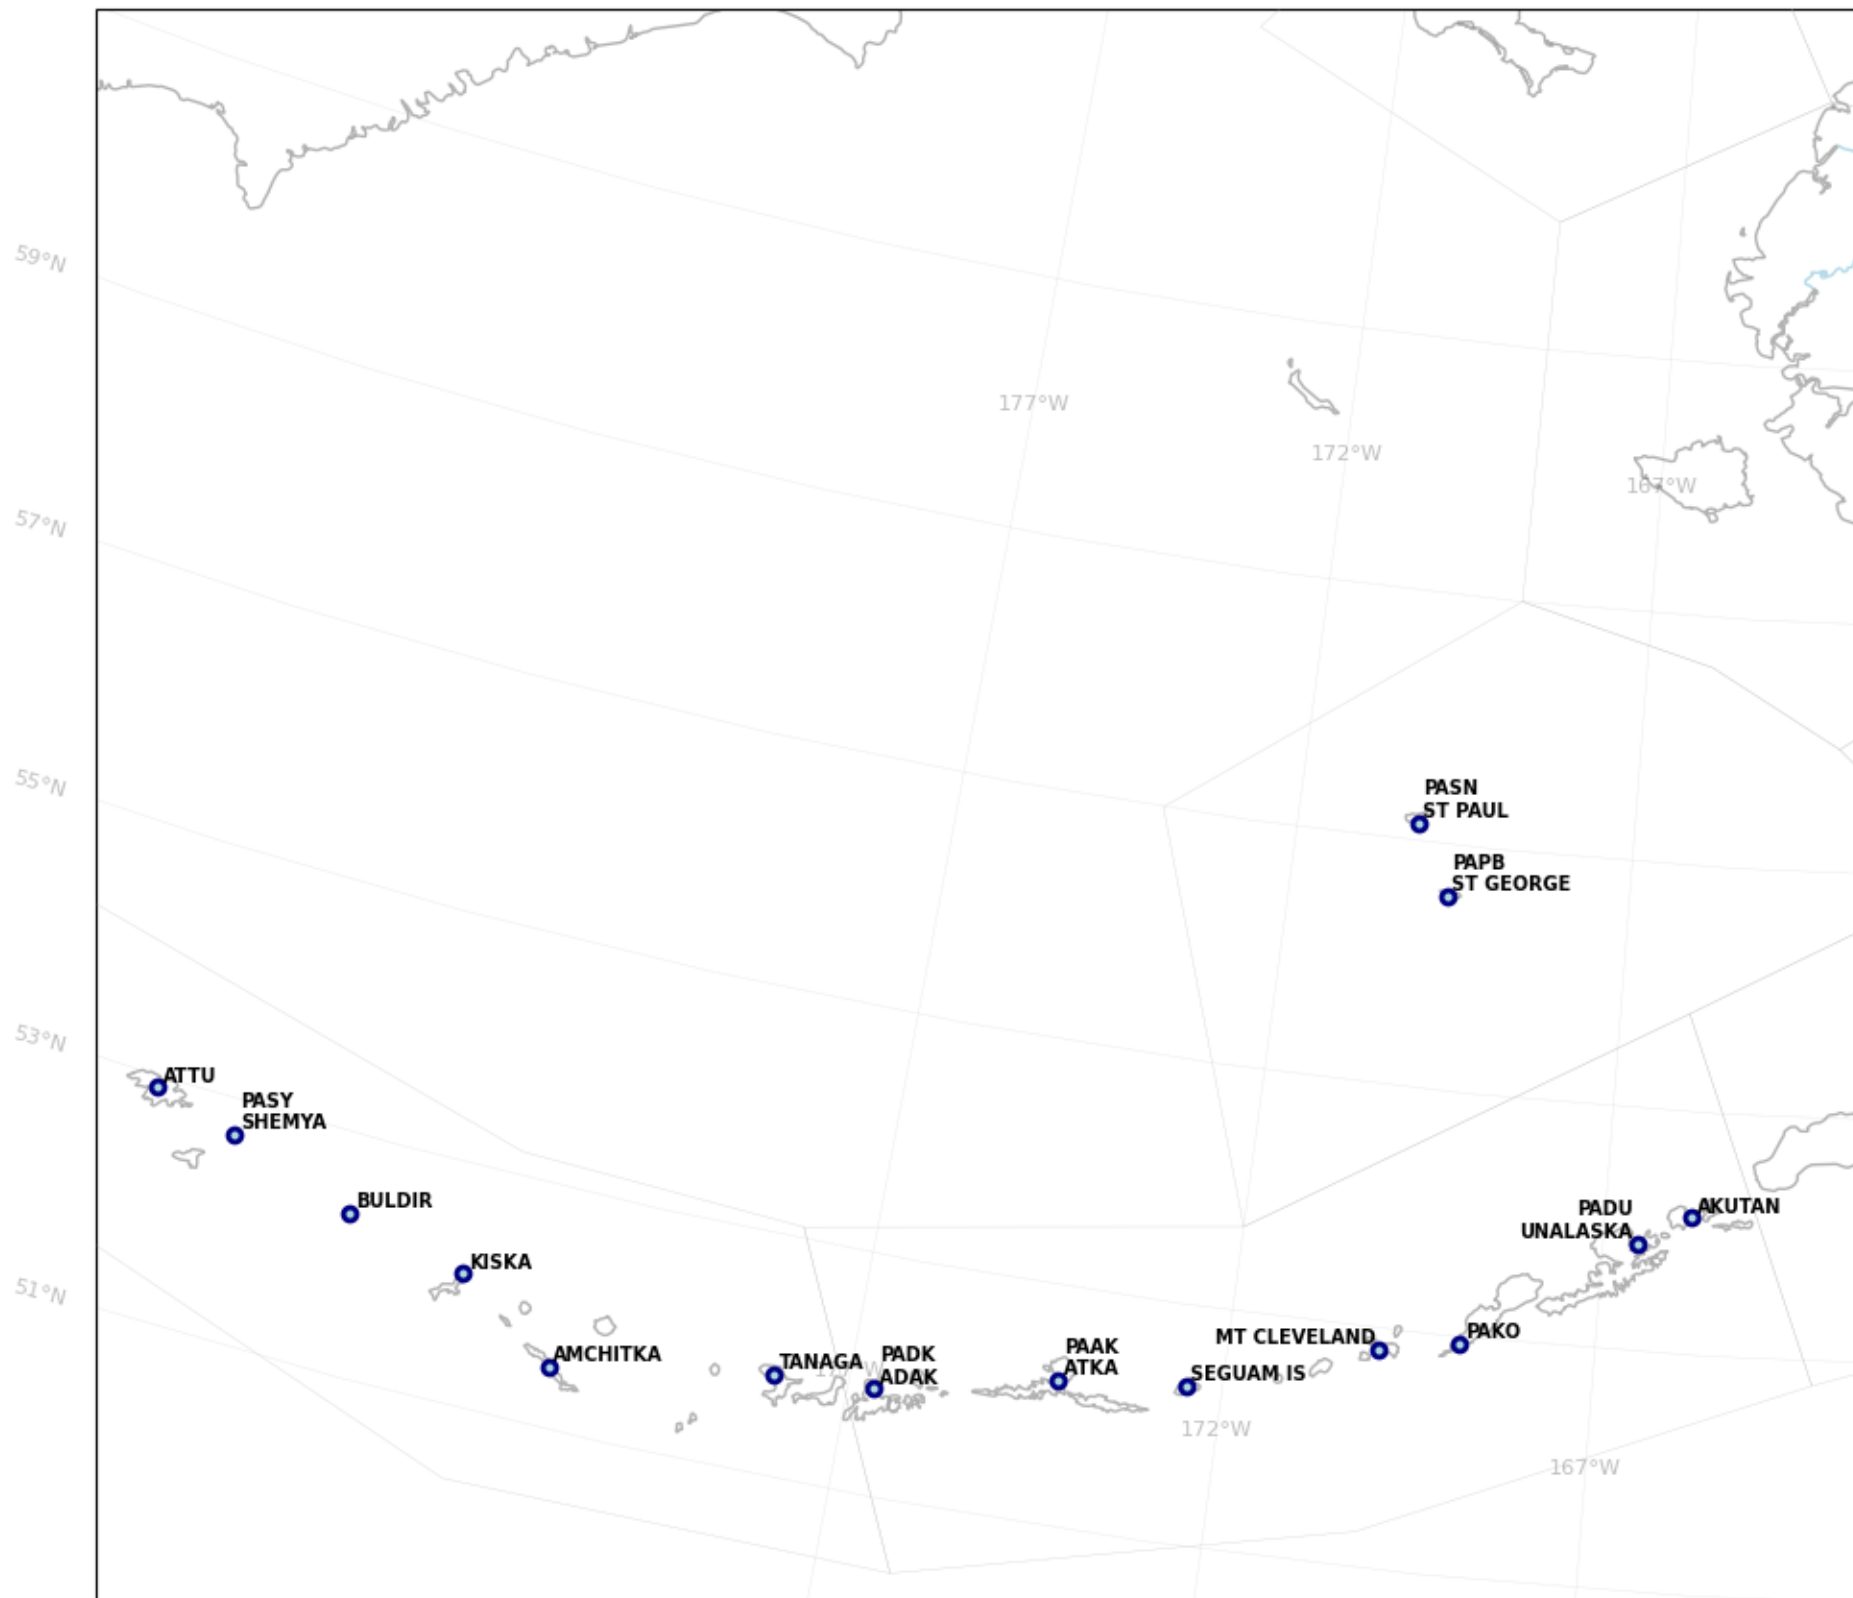 59°N
177°W
172°W
167°W
57°N
55°N
PASN
ST PAUL
PAPB
ST GEORGE
53°N
ATTU
PASY
SHEMYA
BULDIR
KISKA
AKUTAN
PADU
UNALASKA
51°N
AMCHITKA
TANAGA
PADK
ADAK
PAAK
ATKA
MT CLEVELAND
SEGUAM IS
PAKO
172°W
167°W